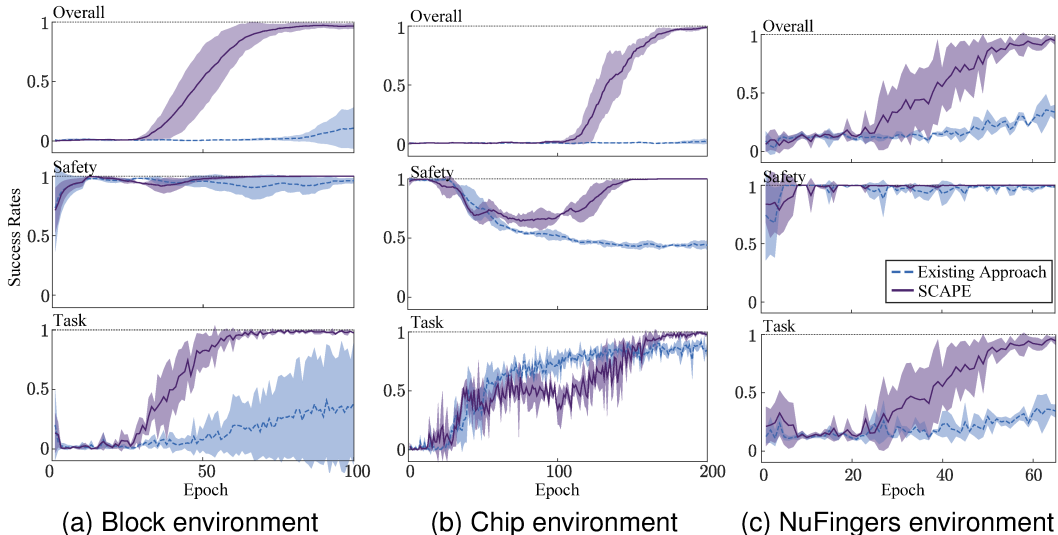 Overall
1
0.5
0
Safety
1
0.5
0
Task
1
0.5
0
0
50
100
Epoch
Success Rates
(a) Block environment
Overall
1
0.5
0
Safety
1
0.5
0
Task
1
0.5
0
0
100
200
Epoch
(b) Chip environment
Overall
1
0.5
0
Safety
1
0.5
0
Existing Approach
SCAPE
Task
1
0.5
0
0
20
40
60
Epoch
(c) NuFingers environment